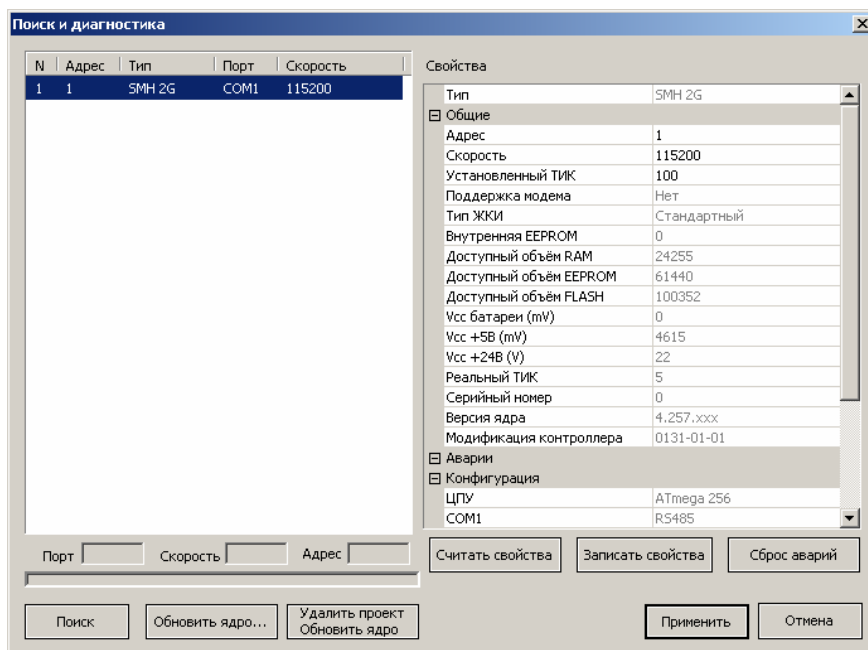 Поиск и диагностика
N Адрес Тип Порт Скорость
1 1 SMH 2G COM1 115200
Свойства
Тип SMH 2G
Общие
Адрес 1
Скорость 115200
Установленный ТИК 100
Поддержка модема Нет
Тип ЖКИ Стандартный
Внутренняя EEPROM 0
Доступный объём RAM 24255
Доступный объём EEPROM 61440
Доступный объём FLASH 100352
Vcc батареи (mV) 0
Vcc +5В (mV) 4615
Vcc +24В (V) 22
Реальный ТИК 5
Серийный номер 0
Версия ядра 4.257.xxx
Модификация контроллера 0131-01-01
Аварии
Конфигурация
ЦПУ ATmega 256
COM1 RS485
Порт Скорость Адрес
Считать свойства Записать свойства Сброс аварий
Поиск Обновить ядро... Удалить проект
Обновить ядро
Применить Отмена